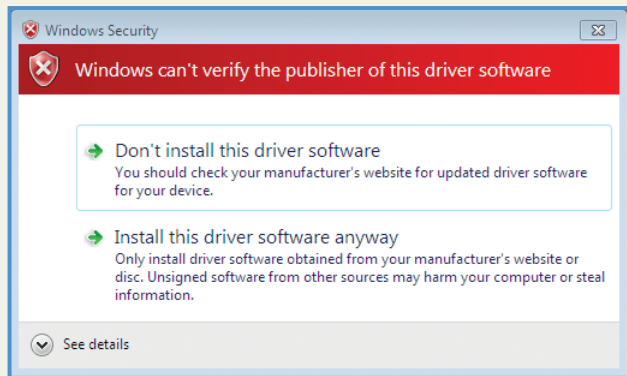 Windows Security
Windows can't verify the publisher of this driver software
Don't install this driver software
You should check your manufacturer's website for updated driver software
for your device.
Install this driver software anyway
Only install driver software obtained from your manufacturer's website or
disc. Unsigned software from other sources may harm your computer or steal
information.
See details